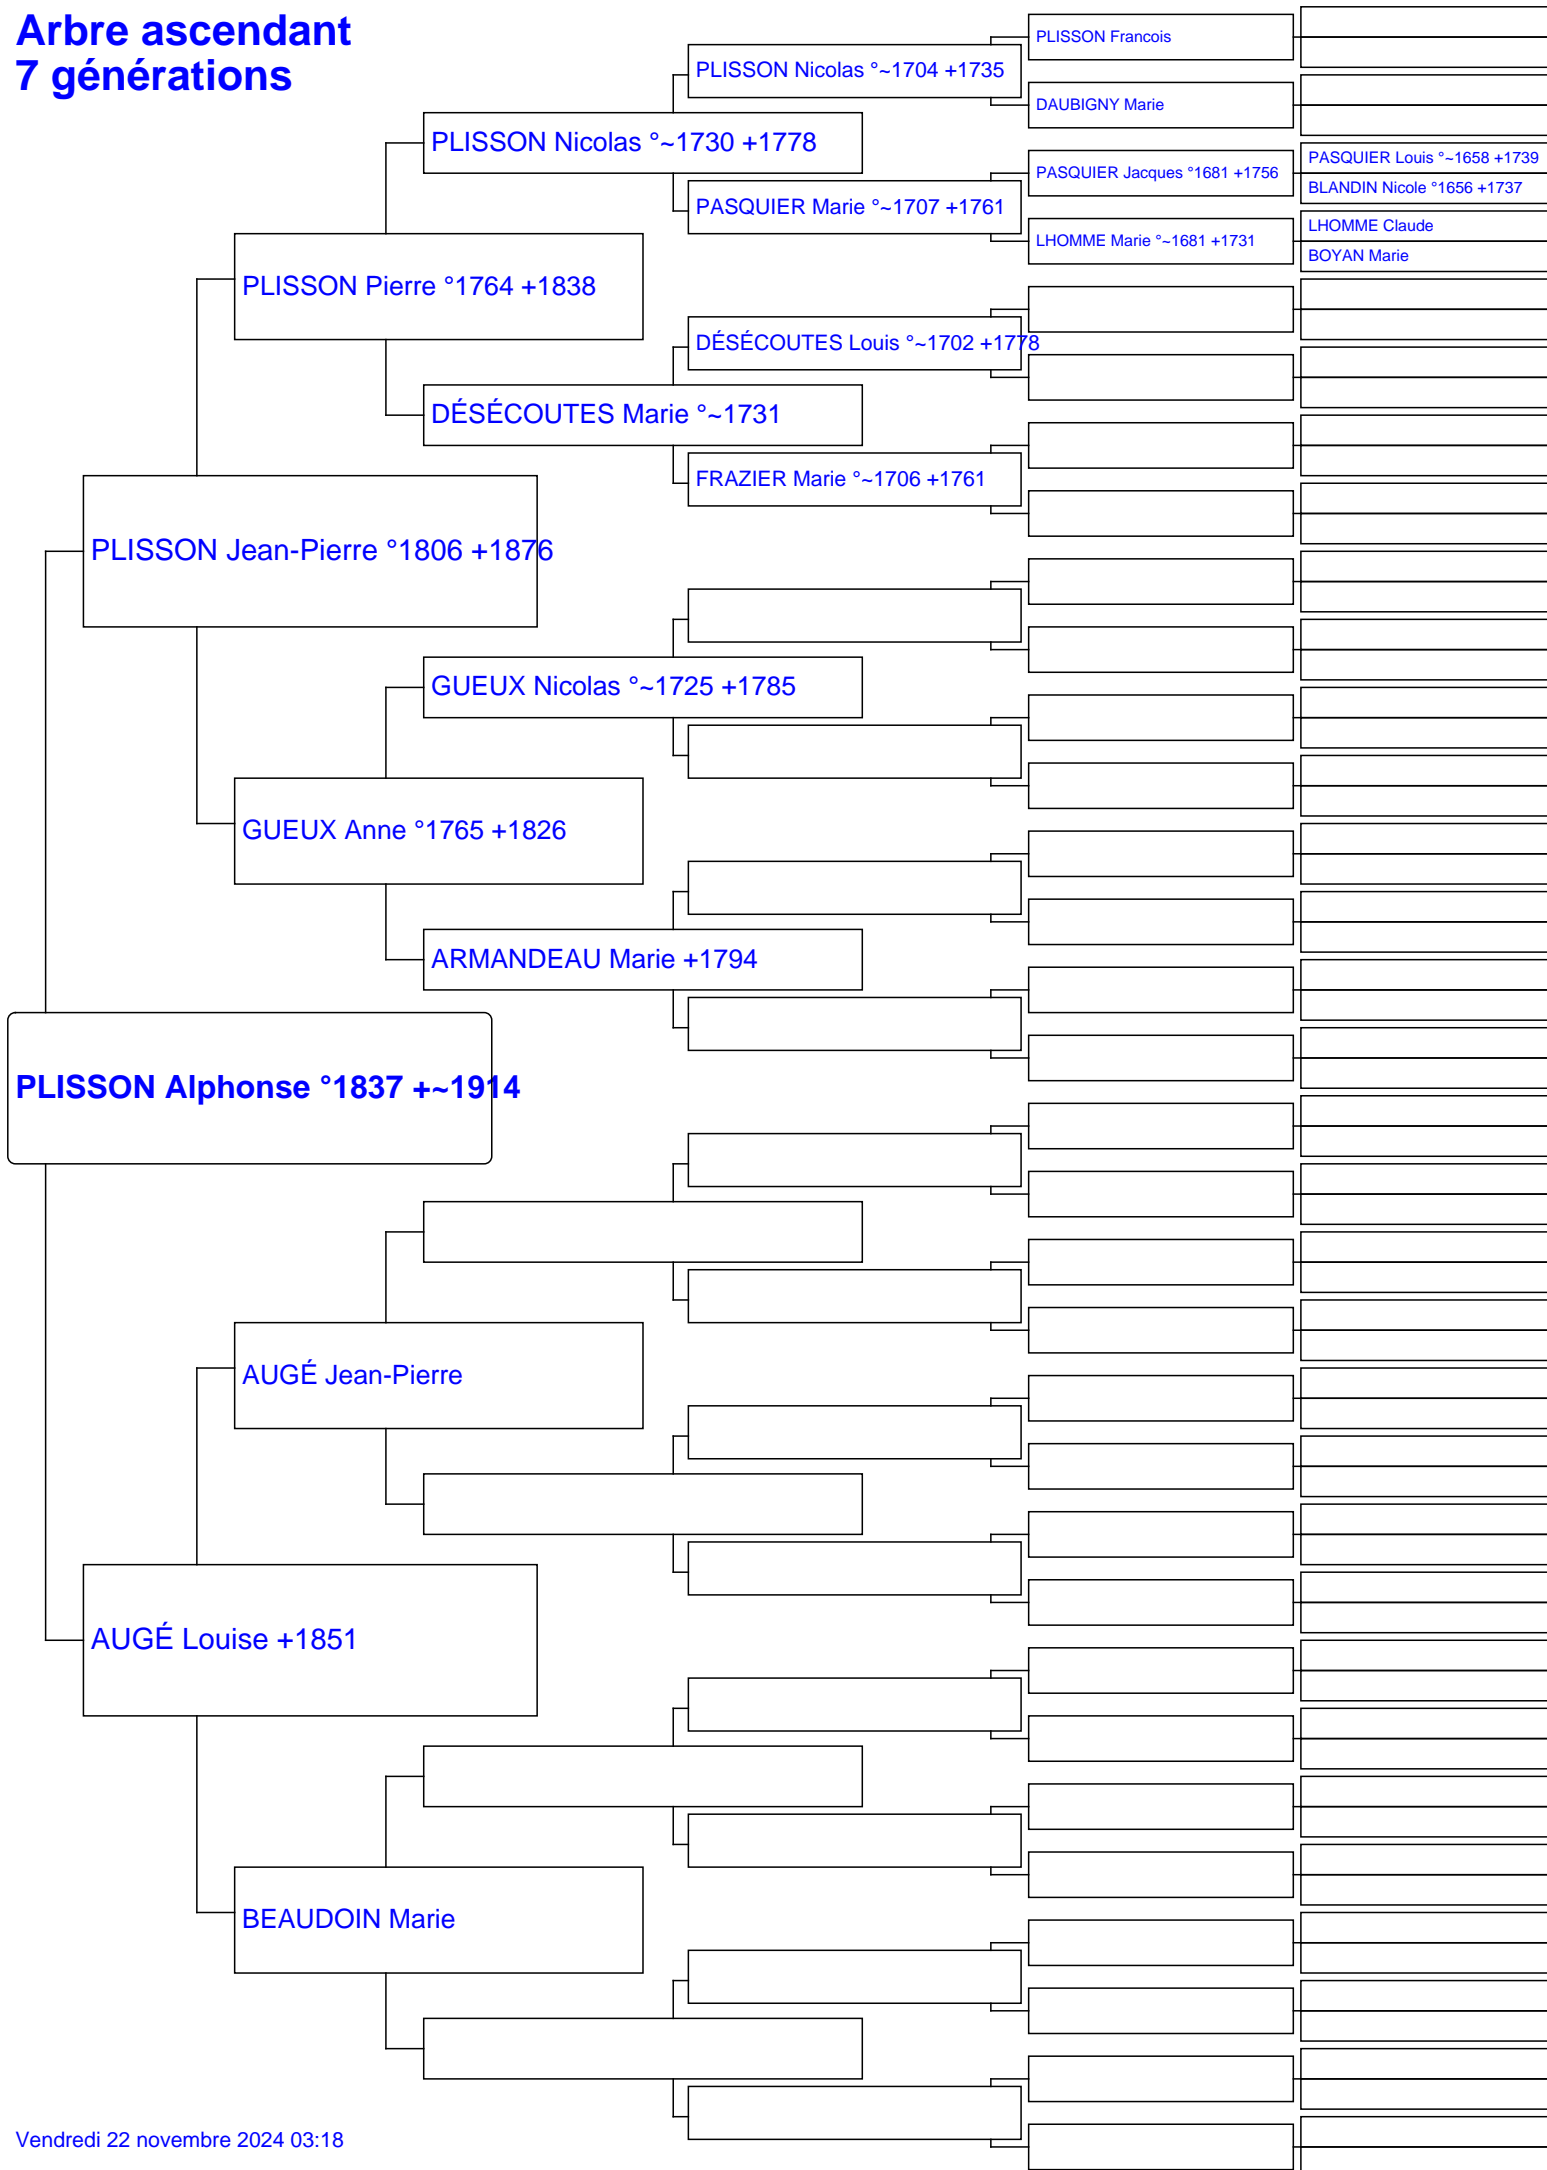 Arbre ascendant
7 générations
PLISSON Francois
PLISSON Nicolas °~1704 +1735
DAUBIGNY Marie
PLISSON Nicolas °~1730 +1778
PASQUIER Louis °~1658 +1739
PASQUIER Jacques °1681 +1756
BLANDIN Nicole °1656 +1737
PASQUIER Marie °~1707 +1761
LHOMME Claude
LHOMME Marie °~1681 +1731
BOYAN Marie
PLISSON Pierre °1764 +1838
DÉSÉCOUTES Louis °~1702 +1778
DÉSÉCOUTES Marie °~1731
FRAZIER Marie °~1706 +1761
PLISSON Jean-Pierre °1806 +1876
GUEUX Nicolas °~1725 +1785
GUEUX Anne °1765 +1826
ARMANDEAU Marie +1794
PLISSON Alphonse °1837 +~1914
AUGÉ Jean-Pierre
AUGÉ Louise +1851
BEAUDOIN Marie
Vendredi 22 novembre 2024 03:18